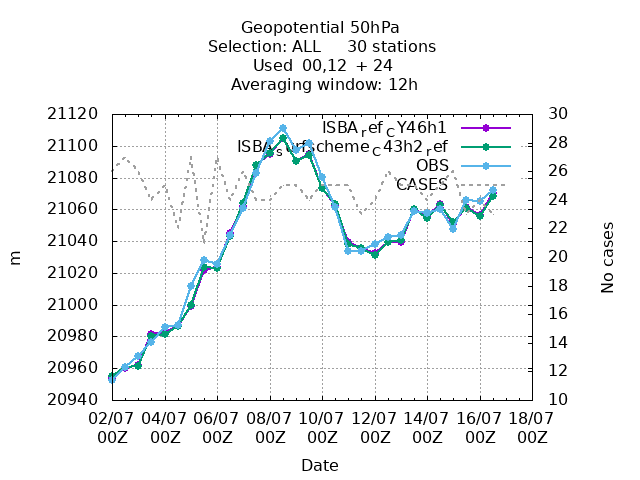 Geopotential 50hPa
Selection: ALL 30 stations
Used 00,12 + 24
Averaging window: 12h
21120
21100
21080
21060
21040
21020
21000
20980
20960
20940
m
30
28
26
24
22
20
18
16
14
12
10
No cases
ISBA_ref_CY46h1
ISBA_surfscheme_C43h2_ref
OBS
CASES
02/07 04/07 06/07 08/07 10/07 12/07 14/07 16/07 18/07
00Z 00Z 00Z 00Z 00Z 00Z 00Z 00Z 00Z
Date